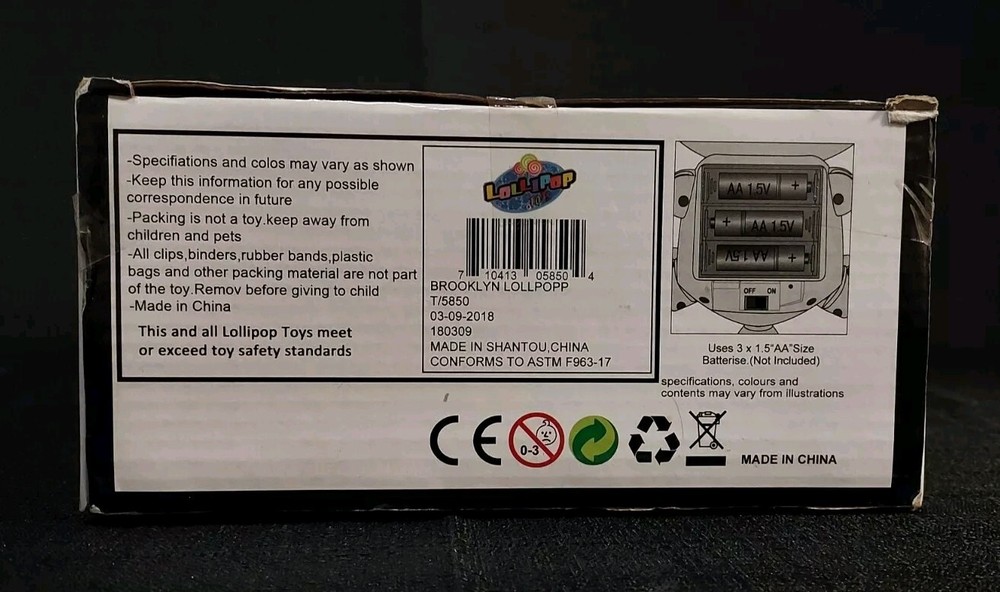 -Specifiations and colos may vary as shown
-Keep this information for any possible
correspondence in future
-Packing is not a toy.keep away from
children and pets
-All clips,binders,rubber bands,plastic
bags and other packing material are not part
of the toy.Remov before giving to child
-Made in China
This and all Lollipop Toys meet
or exceed toy safety standards
LOLLIPOP
7 10413 05850 4
BROOKLYN LOLLPOPP
T/5850
03-09-2018
180309
MADE IN SHANTOU,CHINA
CONFORMS TO ASTM F963-17
AA 1.5V +
+ AA 1.5V
AA 1.5V +
OFF ON
Uses 3 x 1.5"AA"Size
Batterise.(Not Included)
specifications, colours and
contents may vary from illustrations
CE
0-3
MADE IN CHINA